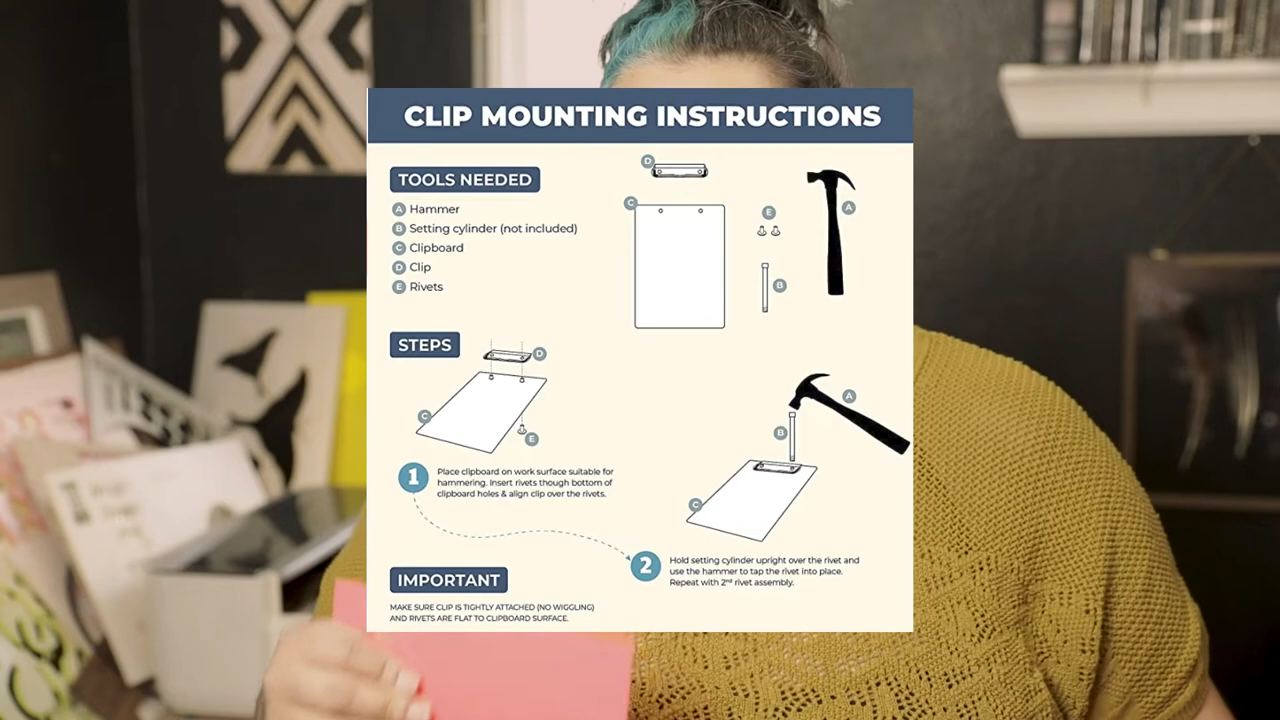 CLIP MOUNTING INSTRUCTIONS
TOOLS NEEDED
A Hammer
B Setting cylinder (not included)
C Clipboard
D Clip
E Rivets
D
C
E
A
B
STEPS
D
C
E
1
Place clipboard on work surface suitable for
hammering. Insert rivets though bottom of
clipboard holes & align clip over the rivets.
A
B
C
2
Hold setting cylinder upright over the rivet and
use the hammer to tap the rivet into place.
Repeat with 2nd rivet assembly.
IMPORTANT
MAKE SURE CLIP IS TIGHTLY ATTACHED (NO WIGGLING)
AND RIVETS ARE FLAT TO CLIPBOARD SURFACE.